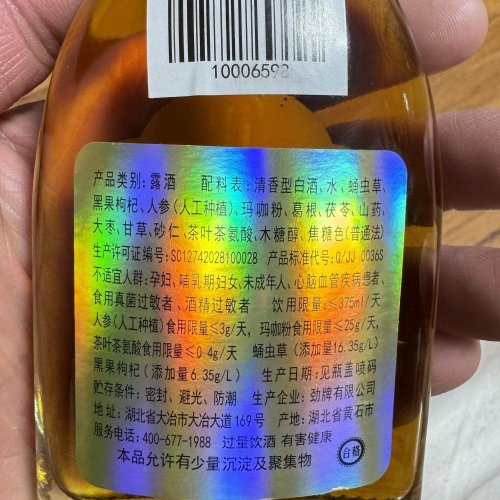 10006598
产品类别:露酒 配料表:清香型白酒、水、蛹虫草、
黑果枸杞、人参(人工种植)、玛咖粉、葛根、茯苓、山药、
大枣、甘草、砂仁、茶叶茶氨酸、木糖醇、焦糖色(普通法)
生产许可证编号:SC12742028100028 产品标准代号:Q/JJ 0036S
不适宜人群:孕妇、哺乳期妇女、未成年人、心脑血管疾病患者、
食用真菌过敏者、酒精过敏者 饮用限量:≤375ml/天
人参(人工种植)食用限量≤3g/天, 玛咖粉食用限量≤25g/天,
茶叶茶氨酸食用限量≤0.4g/天 蛹虫草(添加量16.35g/L)
黑果枸杞(添加量6.35g/L) 生产日期:见瓶盖喷码
贮存条件:密封、避光、防潮 生产企业:劲牌有限公司
地址:湖北省大冶市大冶大道169号 产地:湖北省黄石市
服务电话:400-677-1988 过量饮酒 有害健康
合格
本品允许有少量沉淀及聚集物